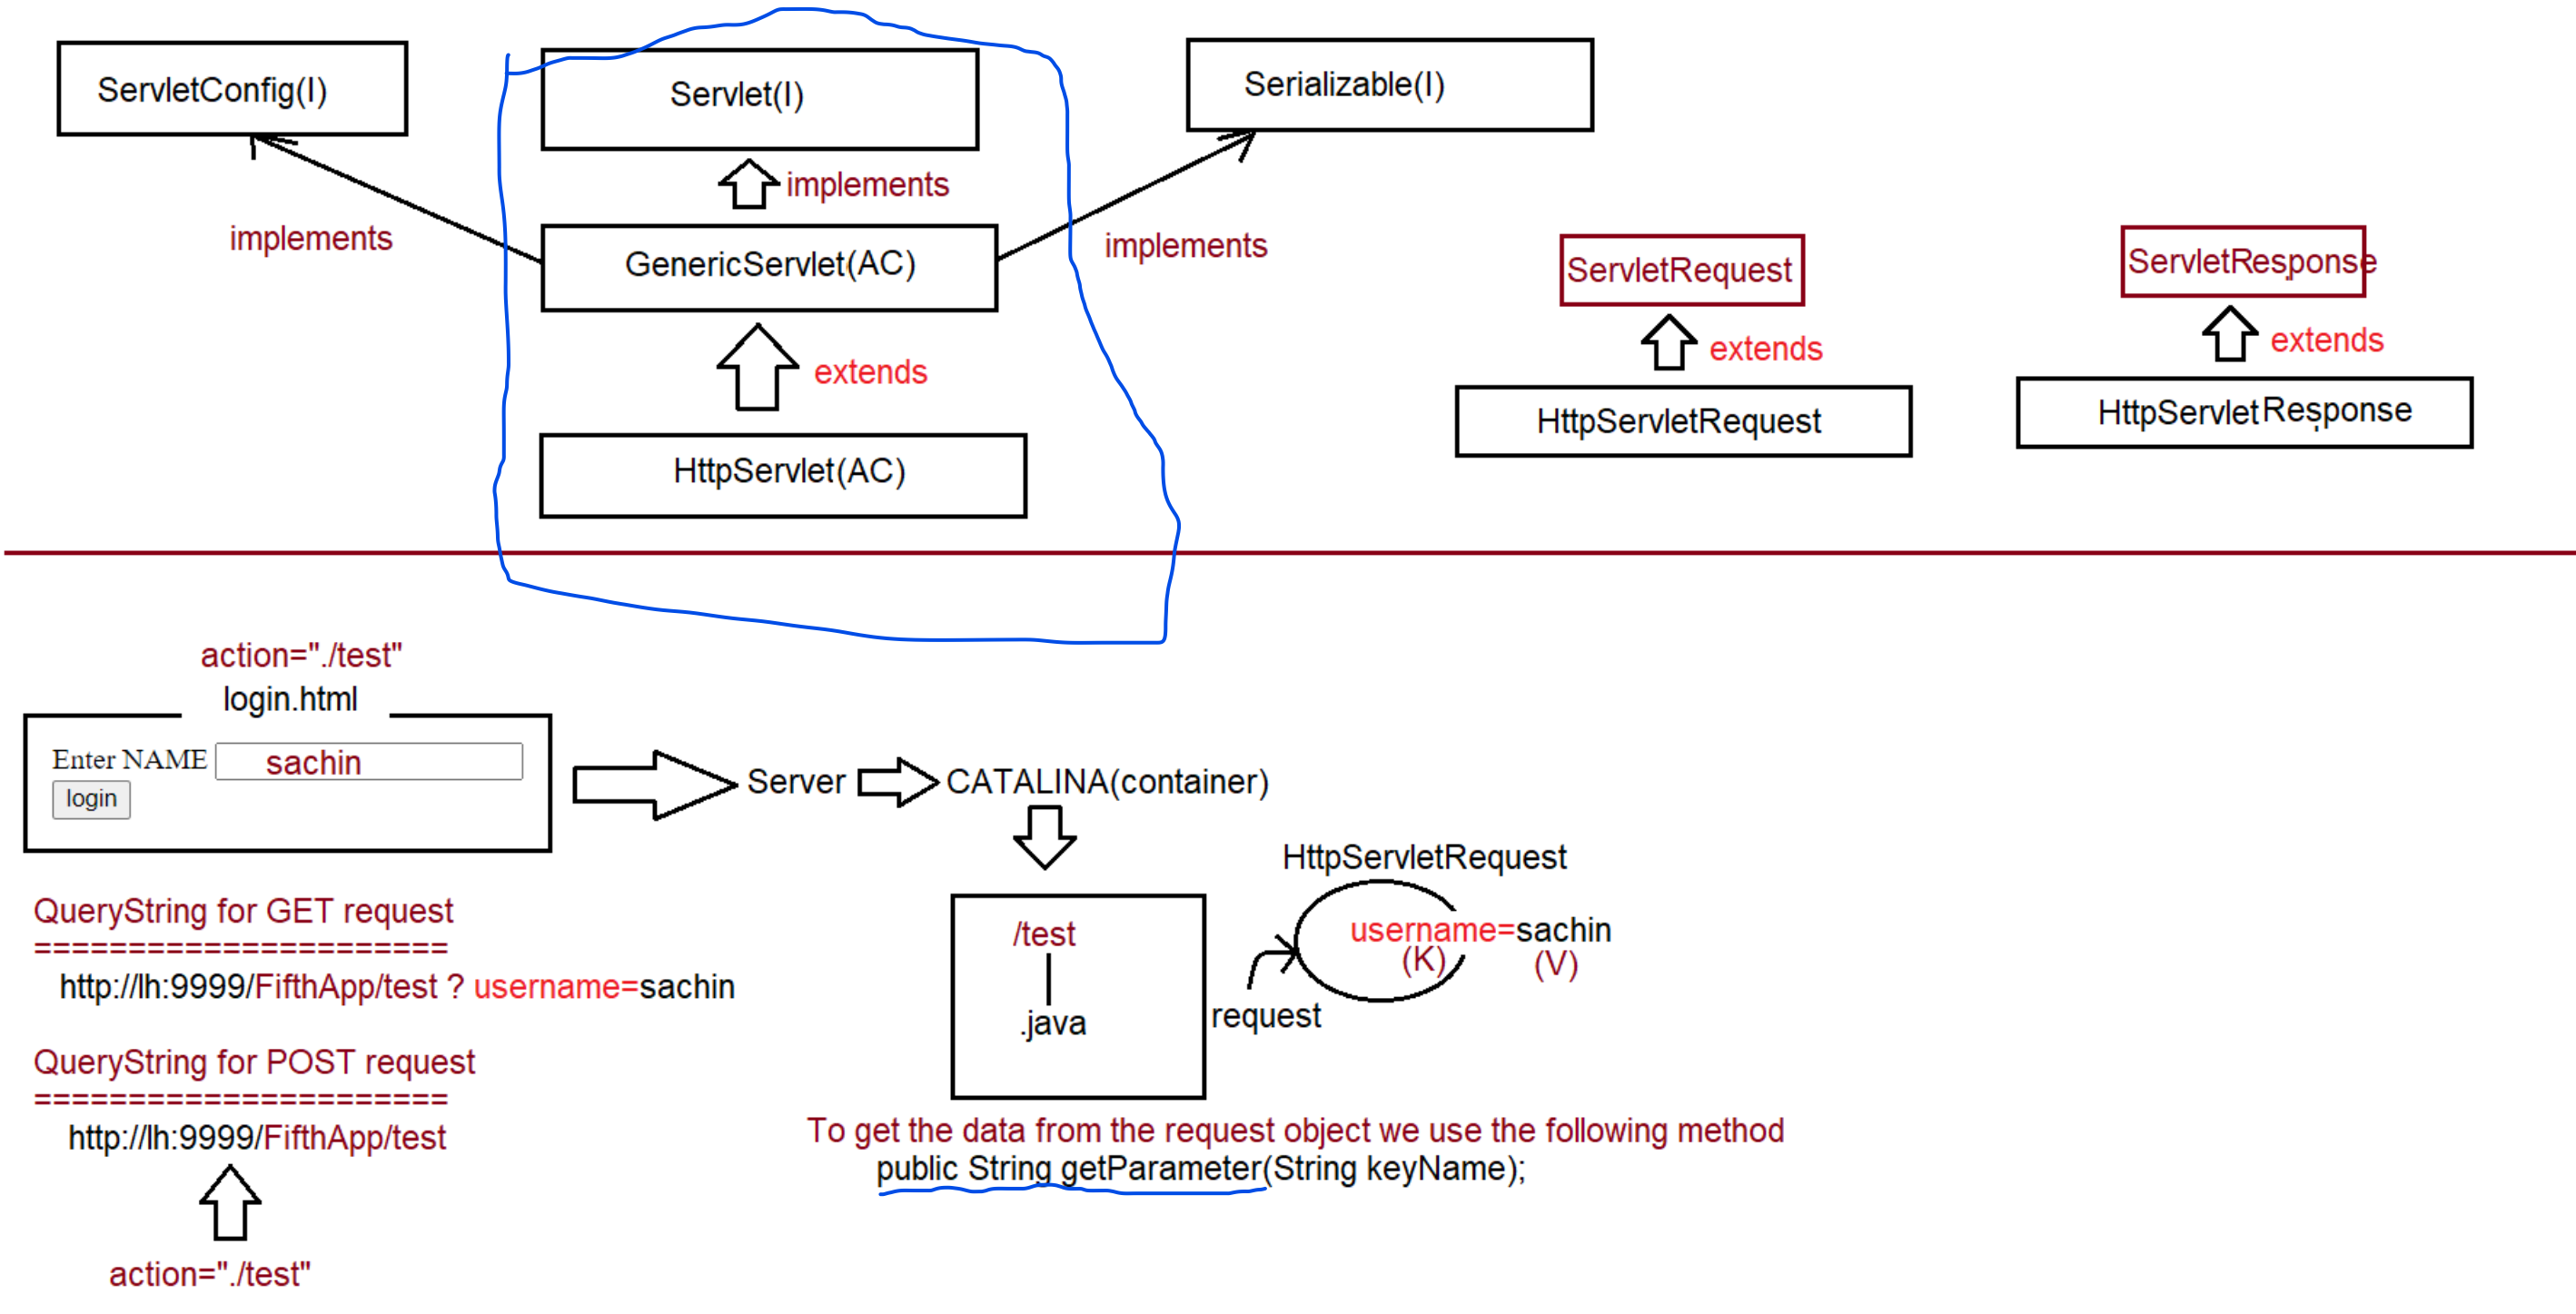 ServletConfig(I)
Servlet(I)
Serializable(I)
implements
implements
implements
GenericServlet(AC)
ServletRequest
ServletResponse
extends
extends
extends
HttpServlet(AC)
HttpServletRequest
HttpServletResponse
action="./test"
login.html
Enter NAME sachin
login
Server
CATALINA(container)
HttpServletRequest
/test
username=sachin
(K) (V)
.java
request
QueryString for GET request
======================
http://lh:9999/FifthApp/test ? username=sachin
QueryString for POST request
======================
http://lh:9999/FifthApp/test
action="./test"
To get the data from the request object we use the following method
public String getParameter(String keyName);